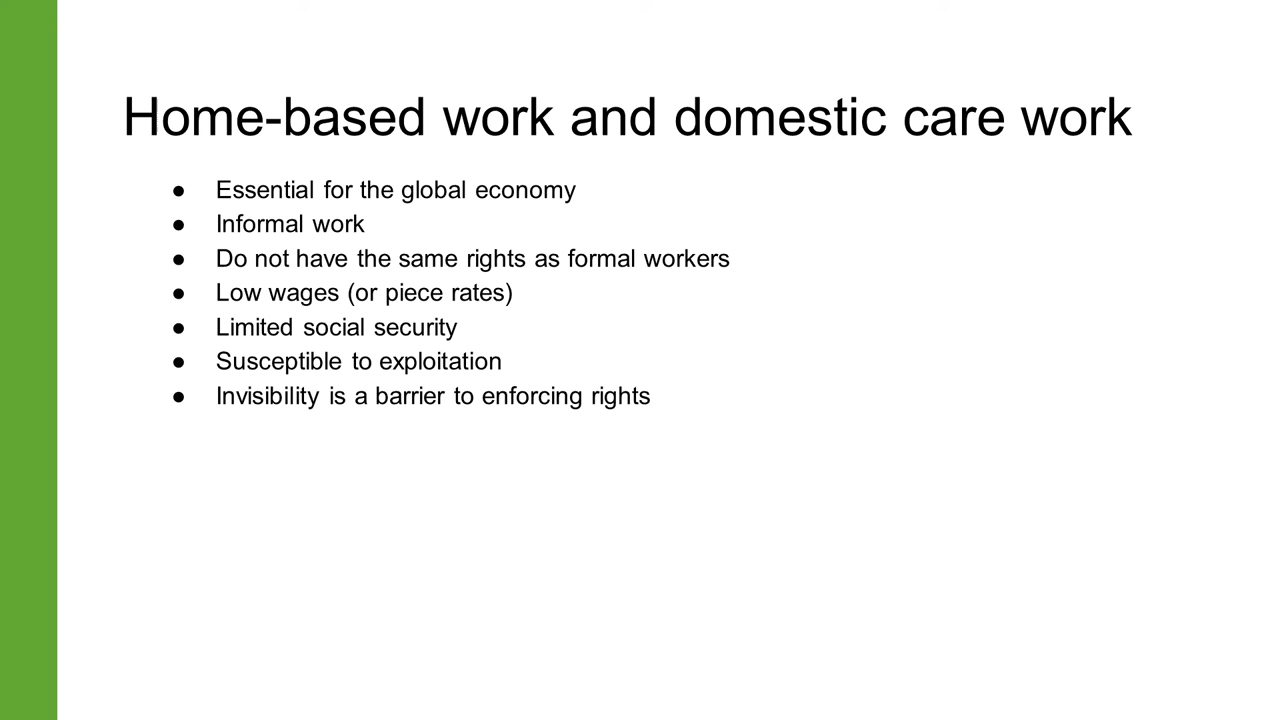 Home-based work and domestic care work
● Essential for the global economy
● Informal work
● Do not have the same rights as formal workers
● Low wages (or piece rates)
● Limited social security
● Susceptible to exploitation
● Invisibility is a barrier to enforcing rights